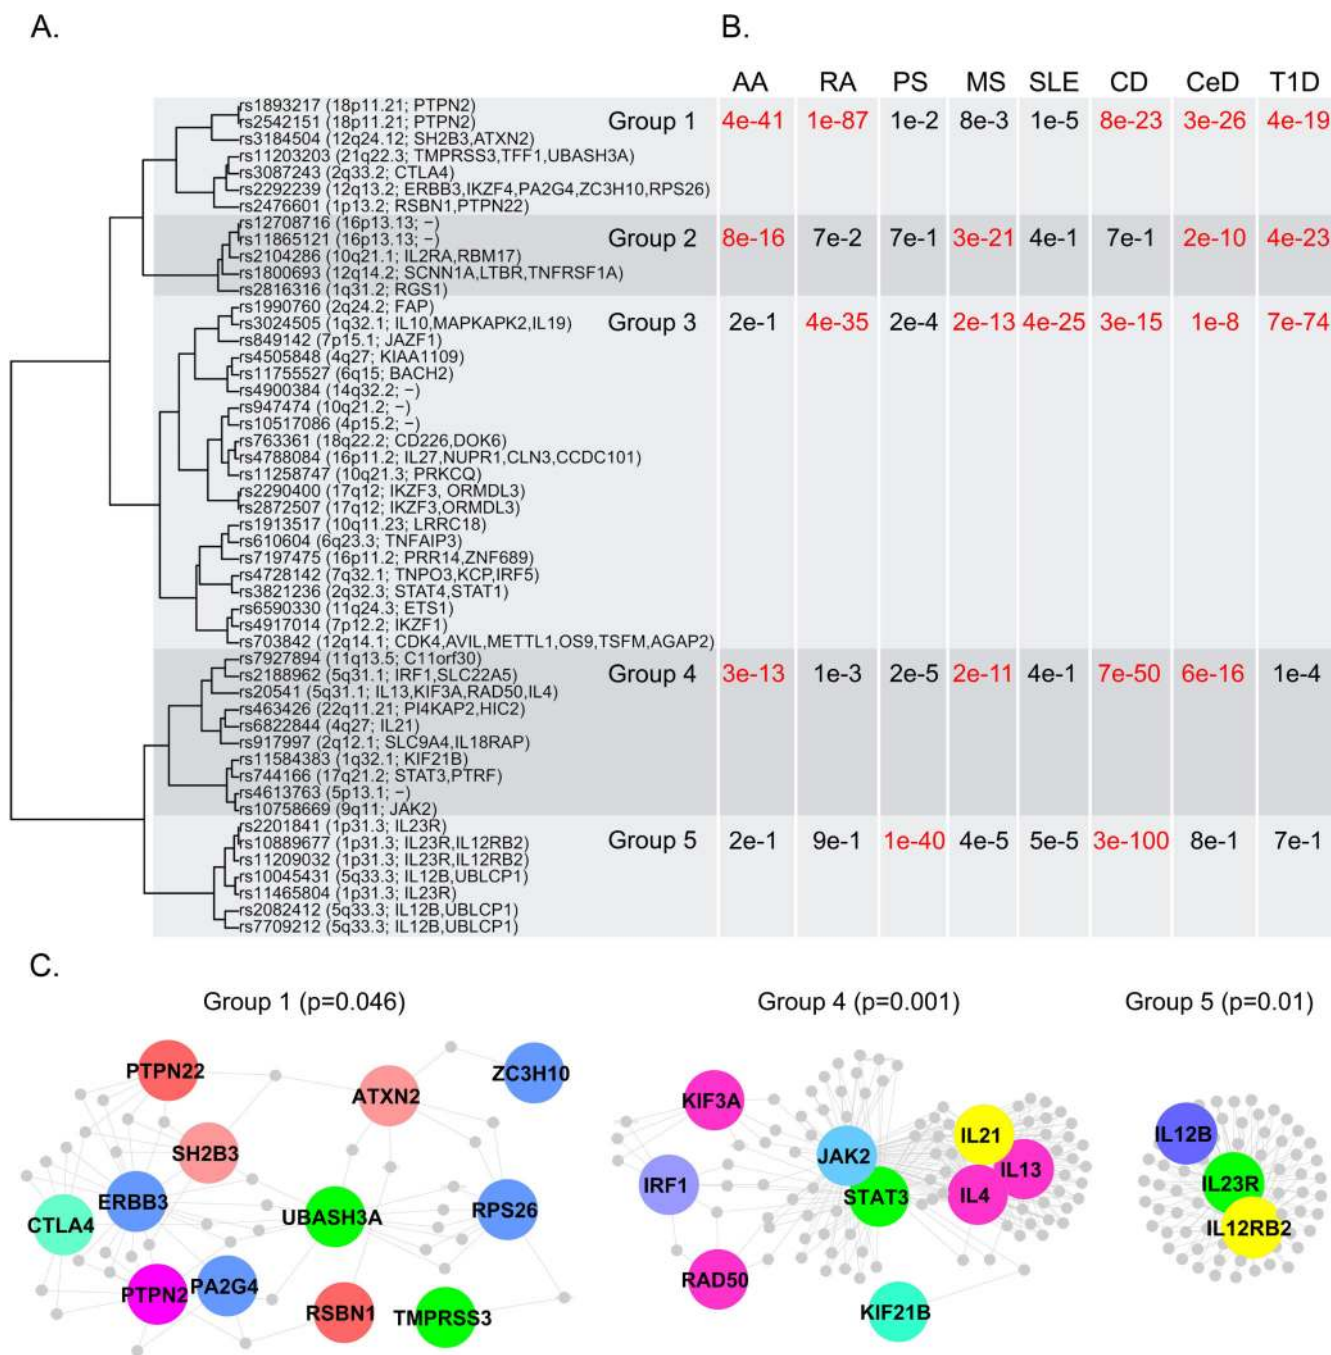 A.
B.
AA RA PS MS SLE CD CeD T1D
rs1893217 (18p11.21; PTPN2)
rs2542151 (18p11.21; PTPN2) Group 1 4e-41 1e-87 1e-2 8e-3 1e-5 8e-23 3e-26 4e-19
rs3184504 (12q24.12; SH2B3,ATXN2)
rs11203203 (21q22.3; TMPRSS3,TFF1,UBASH3A)
rs3087243 (2q33.2; CTLA4)
rs2292239 (12q13.2; ERBB3,IKZF4,PA2G4,ZC3H10,RPS26)
rs2476601 (1p13.2; RSBN1,PTPN22)
rs12708716 (16p13.13; −)
rs11865121 (16p13.13; −) Group 2 8e-16 7e-2 7e-1 3e-21 4e-1 7e-1 2e-10 4e-23
rs2104286 (10q21.1; IL2RA,RBM17)
rs1800693 (12q14.2; SCNN1A,LTBR,TNFRSF1A)
rs2816316 (1q31.2; RGS1)
rs1990760 (2q24.2; FAP)
rs3024505 (1q32.1; IL10,MAPKAPK2,IL19) Group 3 2e-1 4e-35 2e-4 2e-13 4e-25 3e-15 1e-8 7e-74
rs849142 (7p15.1; JAZF1)
rs4505848 (4q27; KIAA1109)
rs11755527 (6q15; BACH2)
rs4900384 (14q32.2; −)
rs947474 (10q21.2; −)
rs10517086 (4p15.2; −)
rs763361 (18q22.2; CD226,DOK6)
rs4788084 (16p11.2; IL27,NUPR1,CLN3,CCDC101)
rs11258747 (10q21.3; PRKCQ)
rs2290400 (17q12; IKZF3, ORMDL3)
rs2872507 (17q12; IKZF3,ORMDL3)
rs1913517 (10q11.23; LRRC18)
rs610604 (6q23.3; TNFAIP3)
rs7197475 (16p11.2; PRR14,ZNF689)
rs4728142 (7q32.1; TNPO3,KCP,IRF5)
rs3821236 (2q32.3; STAT4,STAT1)
rs6590330 (11q24.3; ETS1)
rs4917014 (7p12.2; IKZF1)
rs703842 (12q14.1; CDK4,AVIL,METTL1,OS9,TSFM,AGAP2)
rs7927894 (11q13.5; C11orf30)
rs2188962 (5q31.1; IRF1,SLC22A5) Group 4 3e-13 1e-3 2e-5 2e-11 4e-1 7e-50 6e-16 1e-4
rs20541 (5q31.1; IL13,KIF3A,RAD50,IL4)
rs463426 (22q11.21; PI4KAP2,HIC2)
rs6822844 (4q27; IL21)
rs917997 (2q12.1; SLC9A4,IL18RAP)
rs11584383 (1q32.1; KIF21B)
rs744166 (17q21.2; STAT3,PTRF)
rs4613763 (5p13.1; −)
rs10758669 (9q11; JAK2)
rs2201841 (1p31.3; IL23R)
rs10889677 (1p31.3; IL23R,IL12RB2) Group 5 2e-1 9e-1 1e-40 4e-5 5e-5 3e-100 8e-1 7e-1
rs11209032 (1p31.3; IL23R,IL12RB2)
rs10045431 (5q33.3; IL12B,UBLCP1)
rs11465804 (1p31.3; IL23R)
rs2082412 (5q33.3; IL12B,UBLCP1)
rs7709212 (5q33.3; IL12B,UBLCP1)
C.
Group 1 (p=0.046)
PTPN22
ATXN2
ZC3H10
SH2B3
ERBB3
CTLA4
UBASH3A
RPS26
PTPN2
PA2G4
RSBN1
TMPRSS3
Group 4 (p=0.001)
KIF3A
IL21
JAK2
IL13
IRF1
STAT3
IL4
RAD50
KIF21B
Group 5 (p=0.01)
IL12B
IL23R
IL12RB2